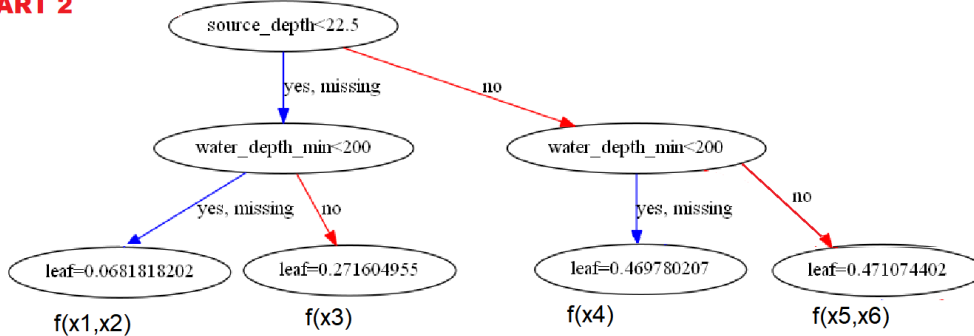 ART 2
source_depth<22.5
yes, missing
no
water_depth_min<200
water_depth_min<200
yes, missing
no
yes, missing
no
leaf=0.0681818202
leaf=0.271604955
leaf=0.469780207
leaf=0.471074402
f(x1,x2)
f(x3)
f(x4)
f(x5,x6)